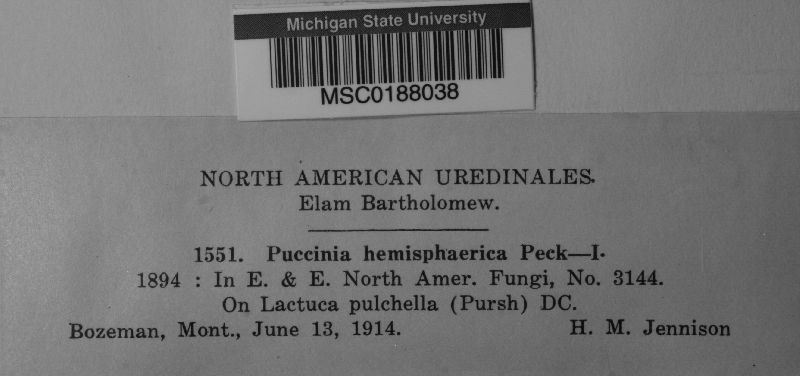 Michigan State University
MSC0188038
NORTH AMERICAN UREDINALES.
Elam Bartholomew.
1551. Puccinia hemisphaerica Peck—I.
1894 : In E. & E. North Amer. Fungi, No. 3144.
On Lactuca pulchella (Pursh) DC.
Bozeman, Mont., June 13, 1914. H. M. Jennison